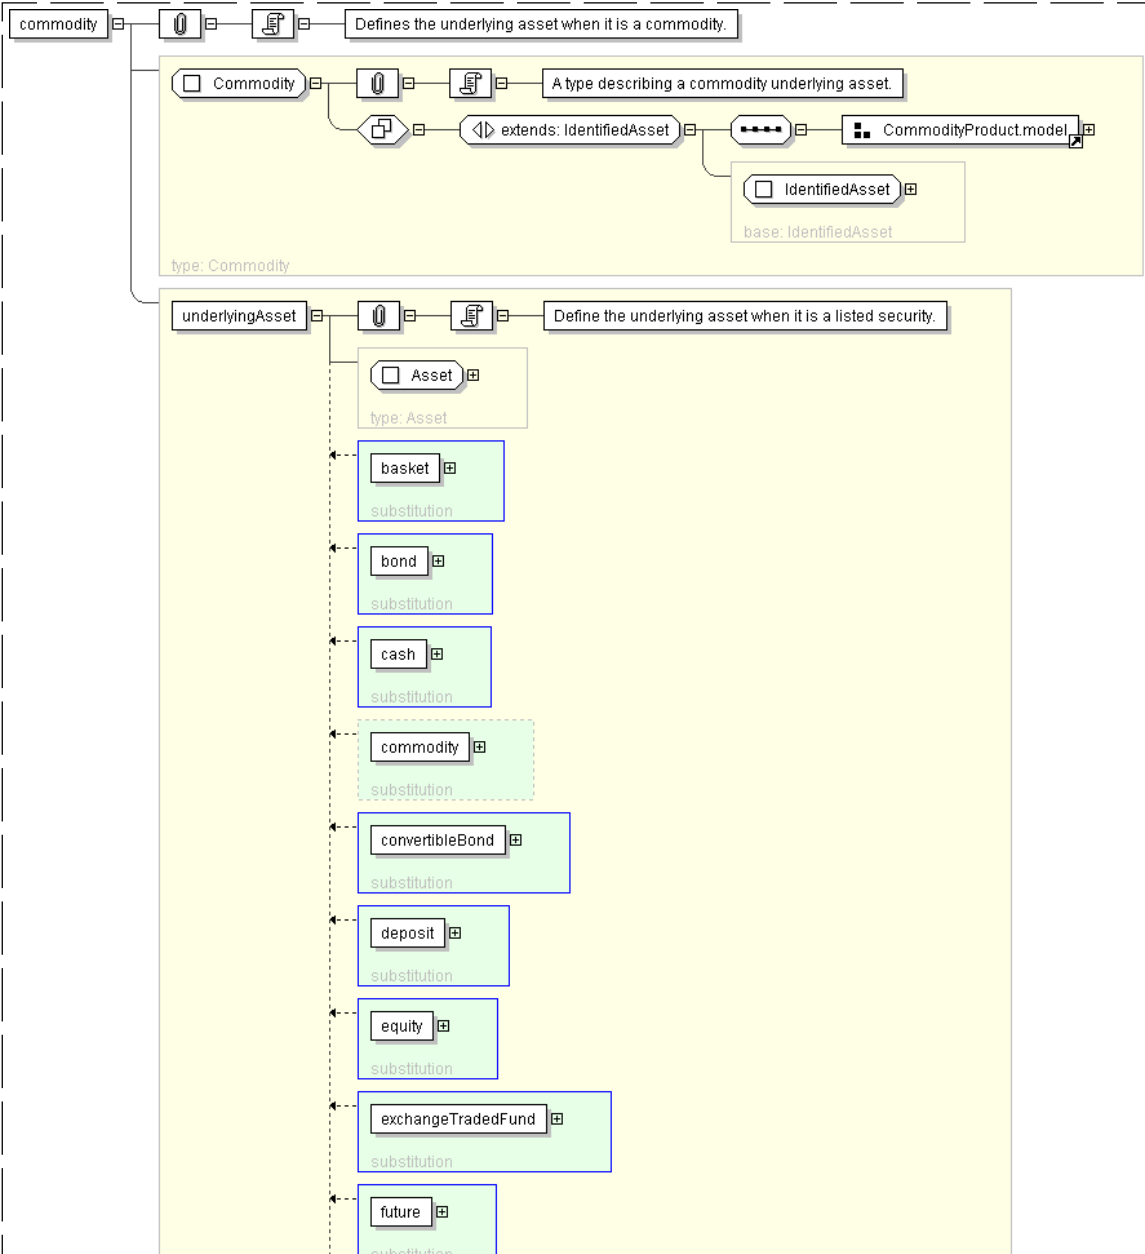 commodity
Defines the underlying asset when it is a commodity.
Commodity
A type describing a commodity underlying asset.
extends: IdentifiedAsset
CommodityProduct.model
IdentifiedAsset
base: IdentifiedAsset
type: Commodity
underlyingAsset
Define the underlying asset when it is a listed security.
Asset
type: Asset
basket
substitution
bond
substitution
cash
substitution
commodity
substitution
convertibleBond
substitution
deposit
substitution
equity
substitution
exchangeTradedFund
substitution
future
substitution